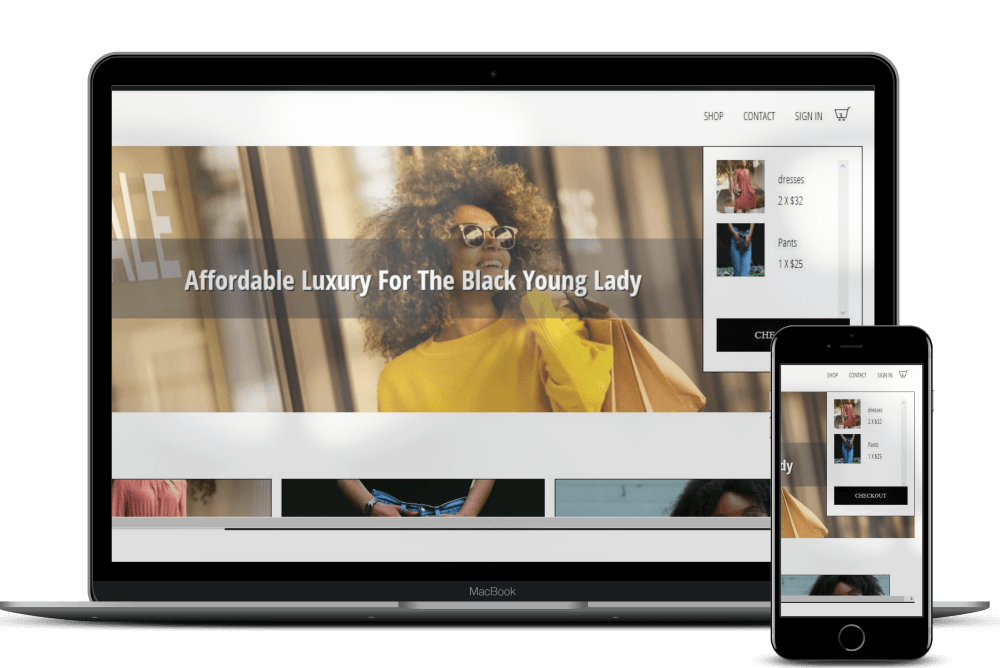 SHOP CONTACT SIGN IN
ALE
Affordable Luxury For The Black Young Lady
dresses
2 X $32
Pants
1 X $25
CHE
MacBook
SHOP CONTACT SIGN IN
dresses
2 X $32
Pants
1 X $25
dy
CHECKOUT